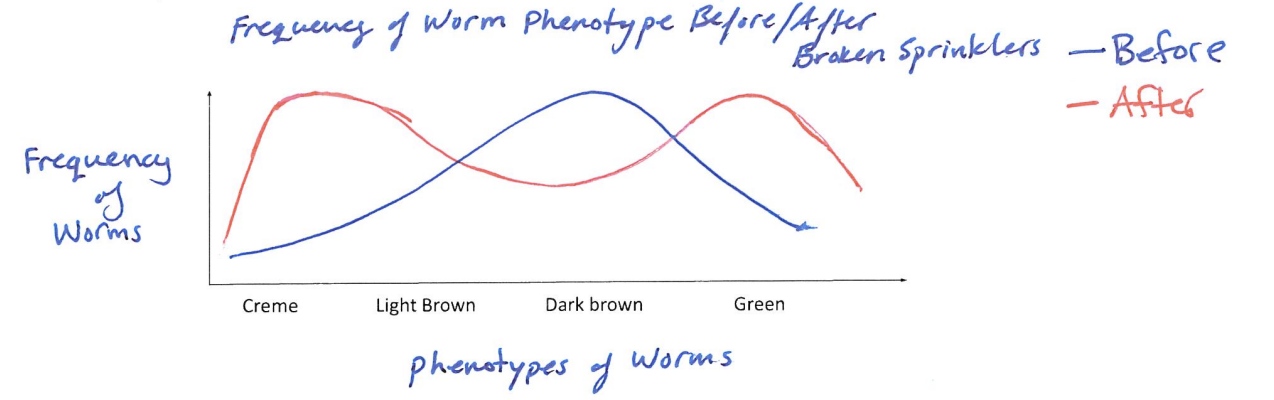 Frequency of Worm Phenotype Before/After
Broken Sprinklers
— Before
— After
Frequency
of
Worms
Creme Light Brown Dark brown Green
Phenotypes of Worms